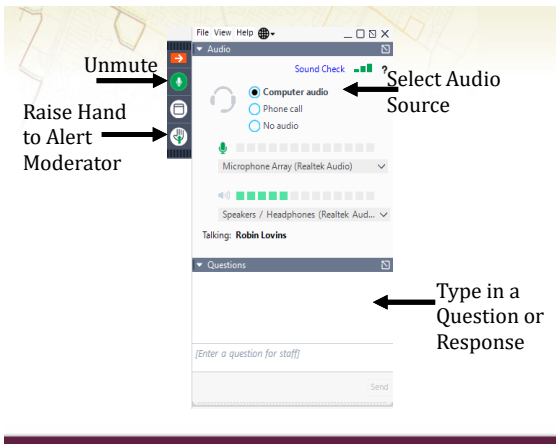 File View Help
Audio
Unmute
Sound Check ?
Select Audio
Source
Computer audio
Phone call
No audio
Raise Hand
to Alert
Moderator
Microphone Array (Realtek Audio)
Speakers / Headphones (Realtek Aud...
Talking: Robin Lovins
Questions
Type in a
Question or
Response
[Enter a question for staff]
Send